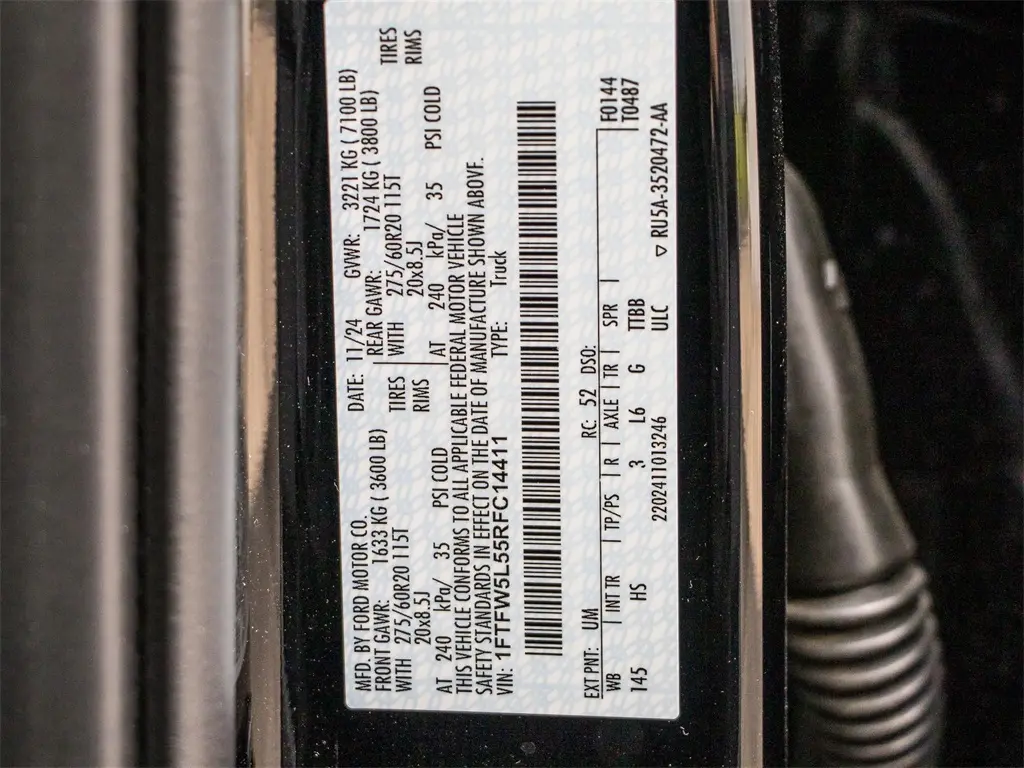 MFD. BY FORD MOTOR CO. DATE: 11/24 GVWR: 3221 KG ( 7100 LB)
FRONT GAWR: 1633 KG ( 3600 LB) REAR GAWR: 1724 KG ( 3800 LB)
WITH 275/60R20 115T TIRES WITH 275/60R20 115T TIRES
20x8.5J RIMS 20x8.5J RIMS
AT 240 kPa/ 35 PSI COLD AT 240 kPa/ 35 PSI COLD
THIS VEHICLE CONFORMS TO ALL APPLICABLE FEDERAL MOTOR VEHICLE
SAFETY STANDARDS IN EFFECT ON THE DATE OF MANUFACTURE SHOWN ABOVE.
VIN: 1FTFW5L55RFC14411 TYPE: Truck
EXT PNT: UM RC: 52 DSO: F0144
WB INT TR TP/PS R AXLE TR SPR T0487
145 HS 3 L6 G TTBB
2202411013246 ULC ▽ RU5A-3520472-AA